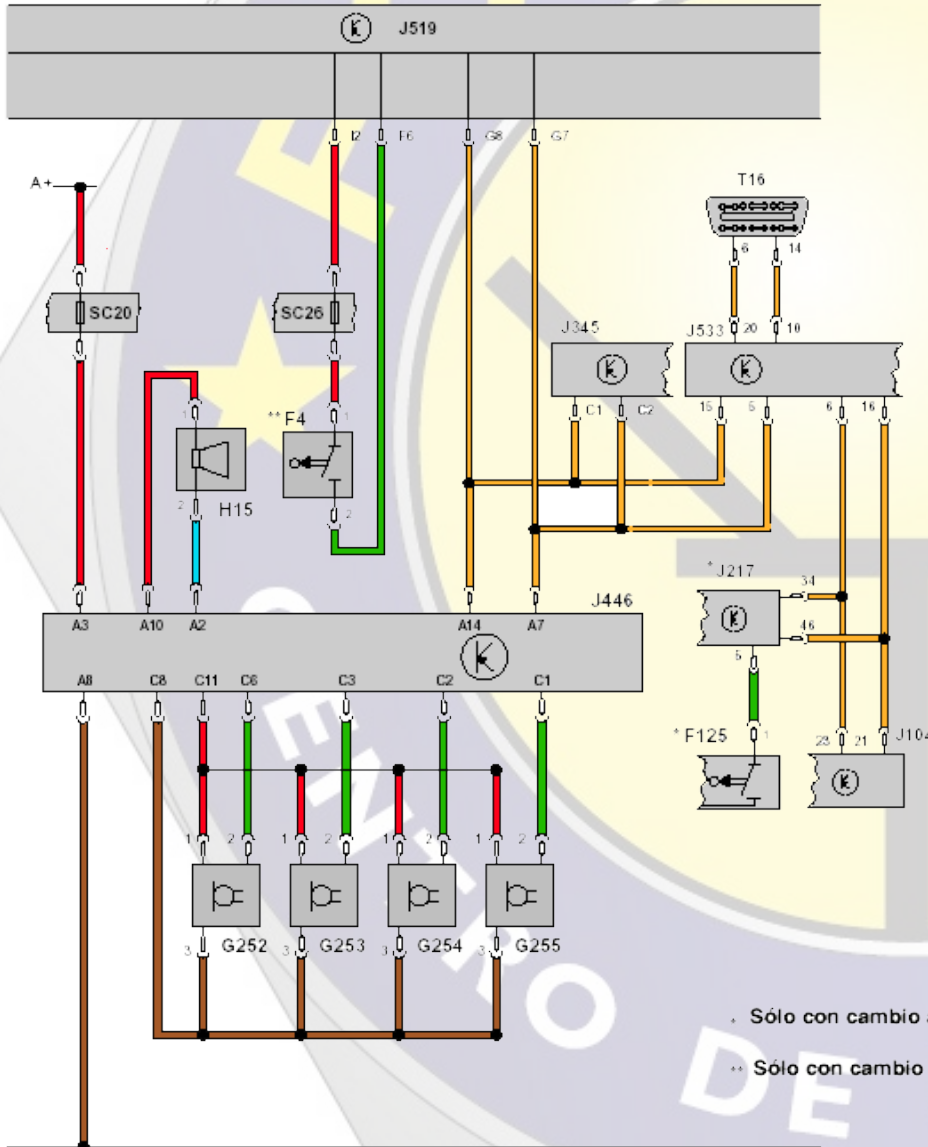 J519
I2 F6 G8 G7
A+
T16
6 14
SC20
SC26
J345
J533 20 10
C1 C2
15 5 6 16
1
**F4 1
2 H15
2
*J217
34
46
5
J446
A3 A10 A2 A14 A7
A8 C8 C11 C6 C3 C2 C1
*F125 1
23 21 J104
1 2 1 2 1 2 1 2
3 G252 3 G253 3 G254 3 G255
* Sólo con cambio
** Sólo con cambio
CENTRO DE